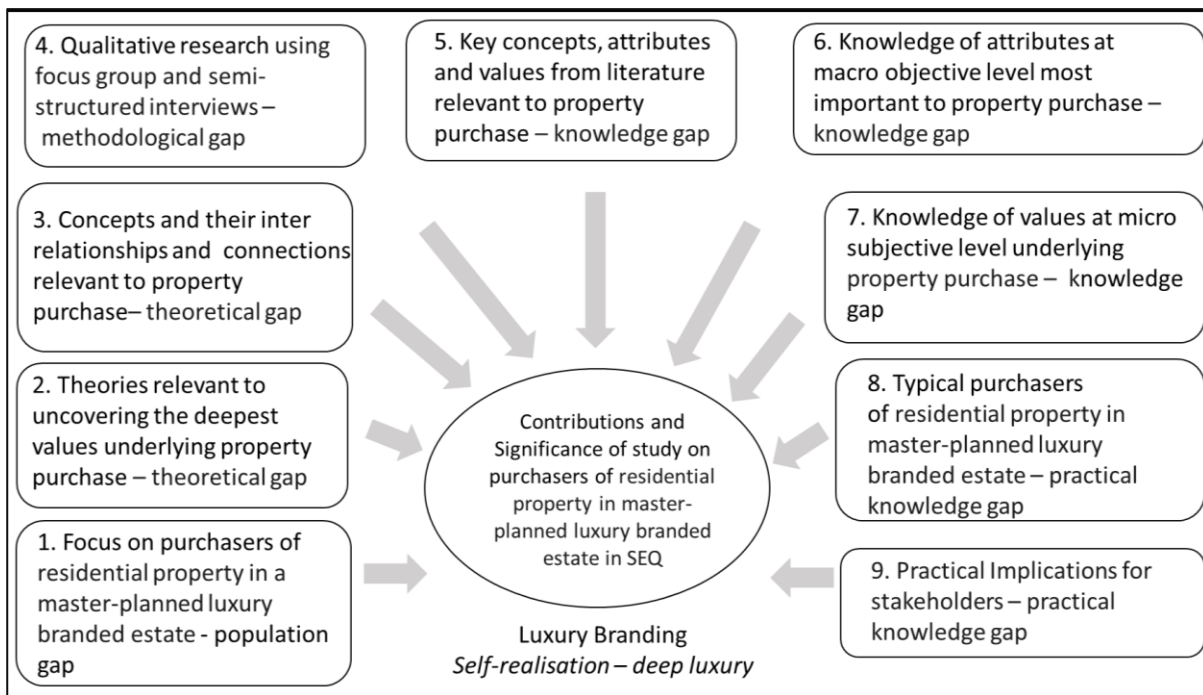 4. Qualitative research using
focus group and semi-
structured interviews –
methodological gap
5. Key concepts, attributes
and values from literature
relevant to property
purchase – knowledge gap
6. Knowledge of attributes at
macro objective level most
important to property purchase –
knowledge gap
3. Concepts and their inter
relationships and connections
relevant to property
purchase– theoretical gap
7. Knowledge of values at micro
subjective level underlying
property purchase – knowledge
gap
2. Theories relevant to
uncovering the deepest
values underlying property
purchase – theoretical gap
8. Typical purchasers
of residential property in
master-planned luxury
branded estate – practical
knowledge gap
Contributions and
Significance of study on
purchasers of residential
property in master-
planned luxury branded
estate in SEQ
1. Focus on purchasers of
residential property in a
master-planned luxury
branded estate - population
gap
9. Practical Implications for
stakeholders – practical
knowledge gap
Luxury Branding
Self-realisation – deep luxury